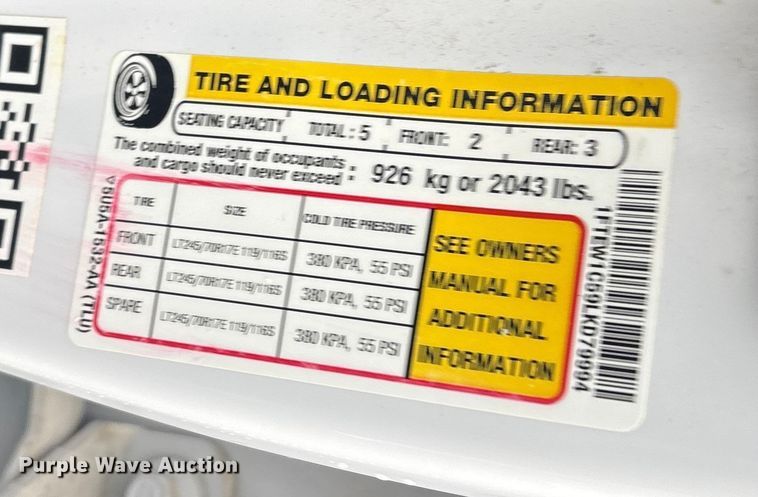 TIRE AND LOADING INFORMATION
SEATING CAPACITY TOTAL: 5 FRONT: 2 REAR: 3
The combined weight of occupants
and cargo should never exceed : 926 kg or 2043 lbs.
TIRE SIZE COLD TIRE PRESSURE
FRONT LT245/70R17E 119/116S 380 KPA, 55 PSI
REAR LT245/70R17E 119/116S 380 KPA, 55 PSI
SPARE LT245/70R17E 119/116S 380 KPA, 55 PSI
SEE OWNERS
MANUAL FOR
ADDITIONAL
INFORMATION
Purple Wave Auction